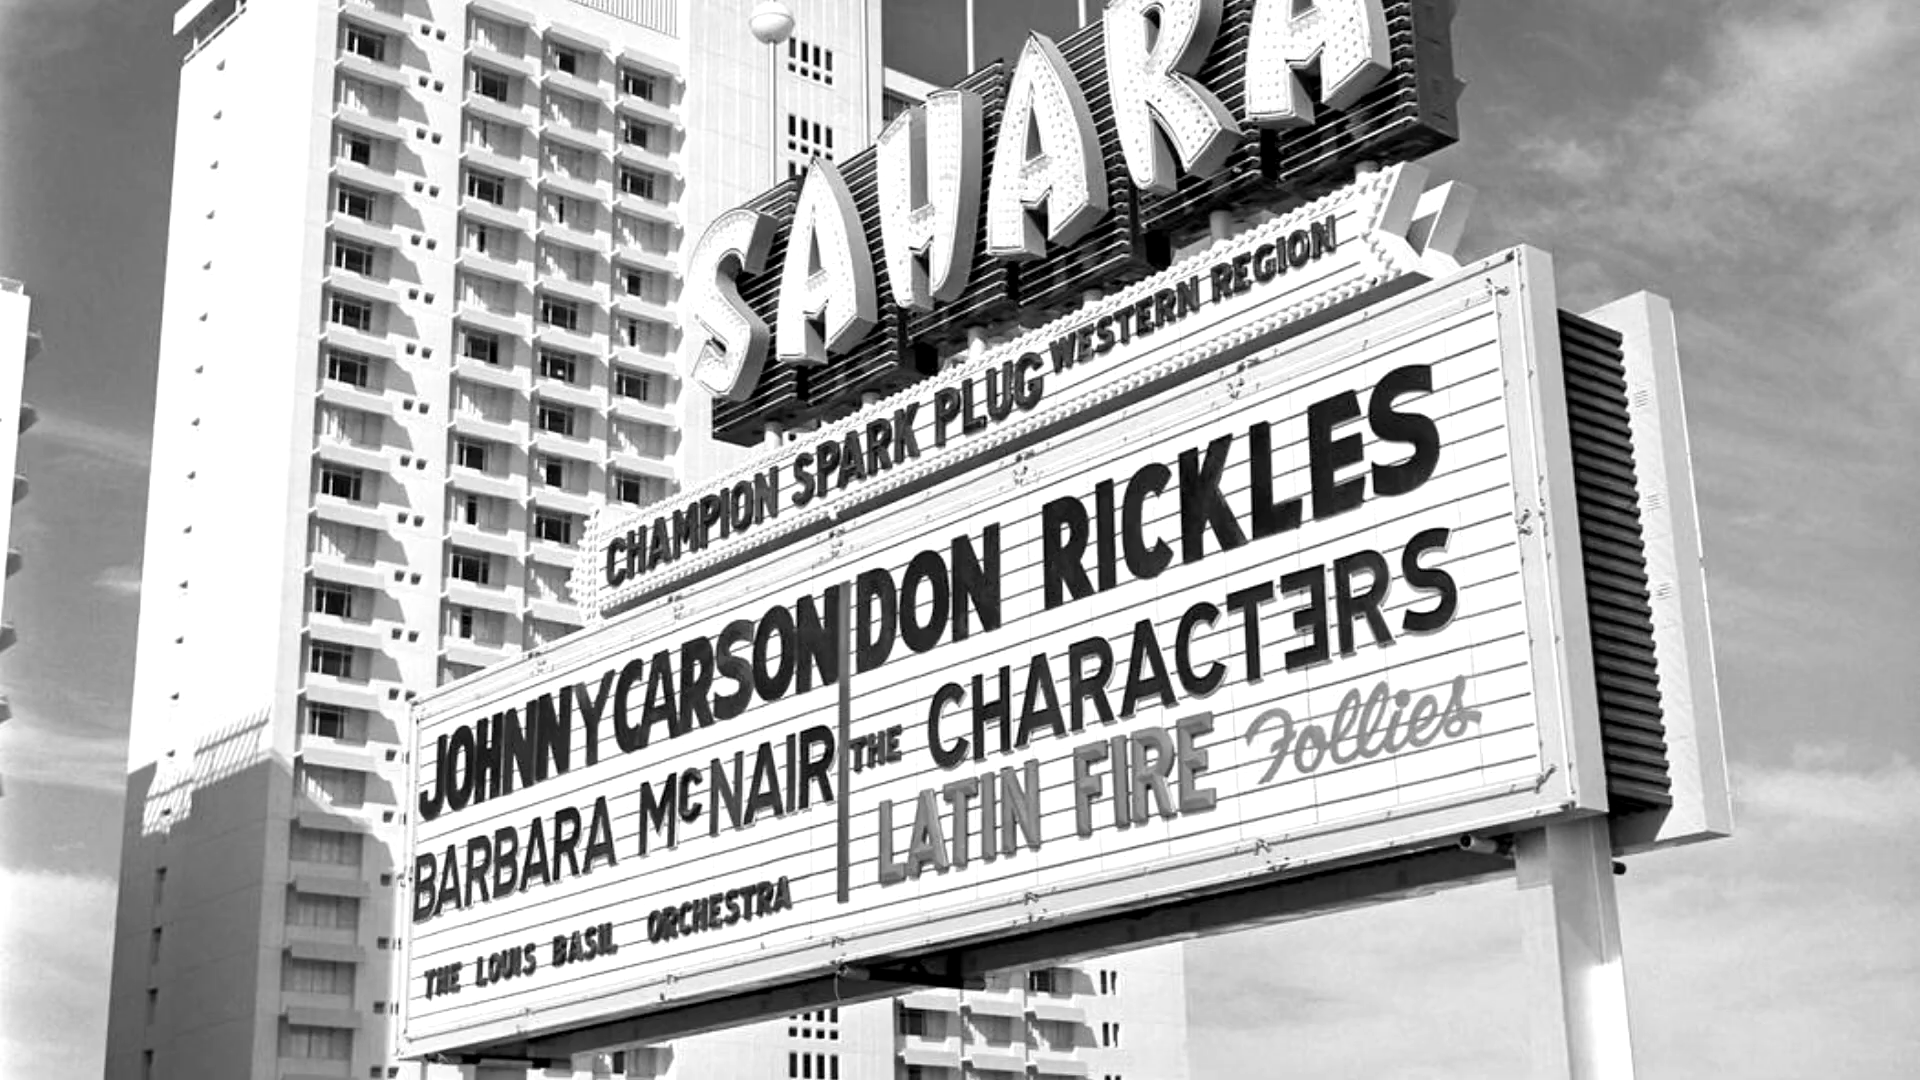 SAHARA
CHAMPION SPARK PLUG WESTERN REGION
JOHNNY CARSON
BARBARA McNAIR
THE LOUIS BASIL ORCHESTRA
DON RICKLES
THE CHARACTERS
LATIN FIRE Follies